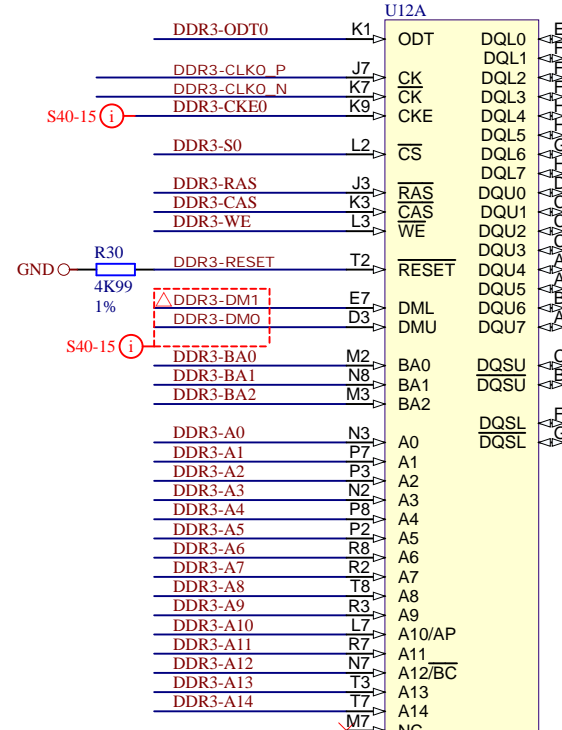 U12A
DDR3-ODT0 K1 ODT DQL0
DQL1
DDR3-CLK0_P J7 CK DQL2
DDR3-CLK0_N K7 CK DQL3
S40-15 i DDR3-CKE0 K9 CKE DQL4
DQL5
DDR3-S0 L2 CS DQL6
DQL7
DDR3-RAS J3 RAS DQU0
DDR3-CAS K3 CAS DQU1
DDR3-WE L3 WE DQU2
DQU3
GND R30 DDR3-RESET T2 RESET DQU4
4K99 DQU5
1% DDR3-DM1 E7 DML DQU6
DDR3-DM0 D3 DMU DQU7
S40-15 i
DDR3-BA0 M2 BA0 DQSU
DDR3-BA1 N8 BA1 DQSU
DDR3-BA2 M3 BA2
DQSL
DDR3-A0 N3 A0 DQSL
DDR3-A1 P7 A1
DDR3-A2 P3 A2
DDR3-A3 N2 A3
DDR3-A4 P8 A4
DDR3-A5 P2 A5
DDR3-A6 R8 A6
DDR3-A7 R2 A7
DDR3-A8 T8 A8
DDR3-A9 R3 A9
DDR3-A10 L7 A10/AP
DDR3-A11 R7 A11
DDR3-A12 N7 A12/BC
DDR3-A13 T3 A13
DDR3-A14 T7 A14
M7 NC